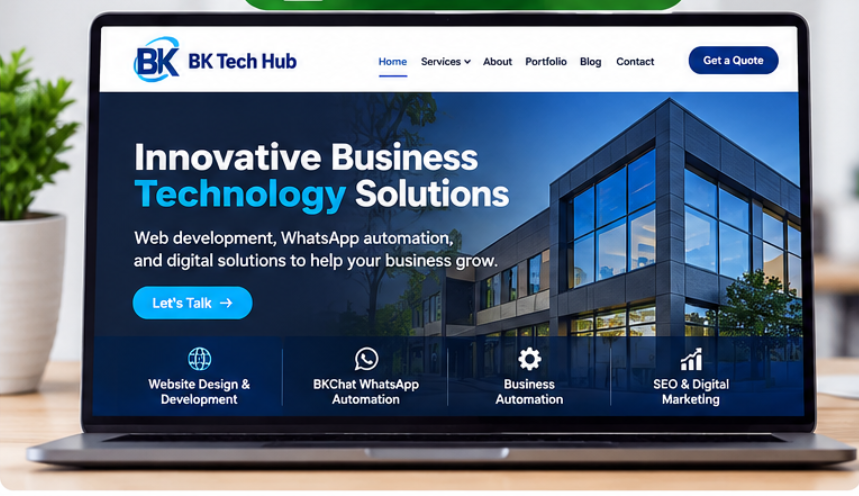 BK BK Tech Hub
Home Services About Portfolio Blog Contact Get a Quote
Innovative Business
Technology Solutions
Web development, WhatsApp automation,
and digital solutions to help your business grow.
Let's Talk →
Website Design &
Development
BKChat WhatsApp
Automation
Business
Automation
SEO & Digital
Marketing